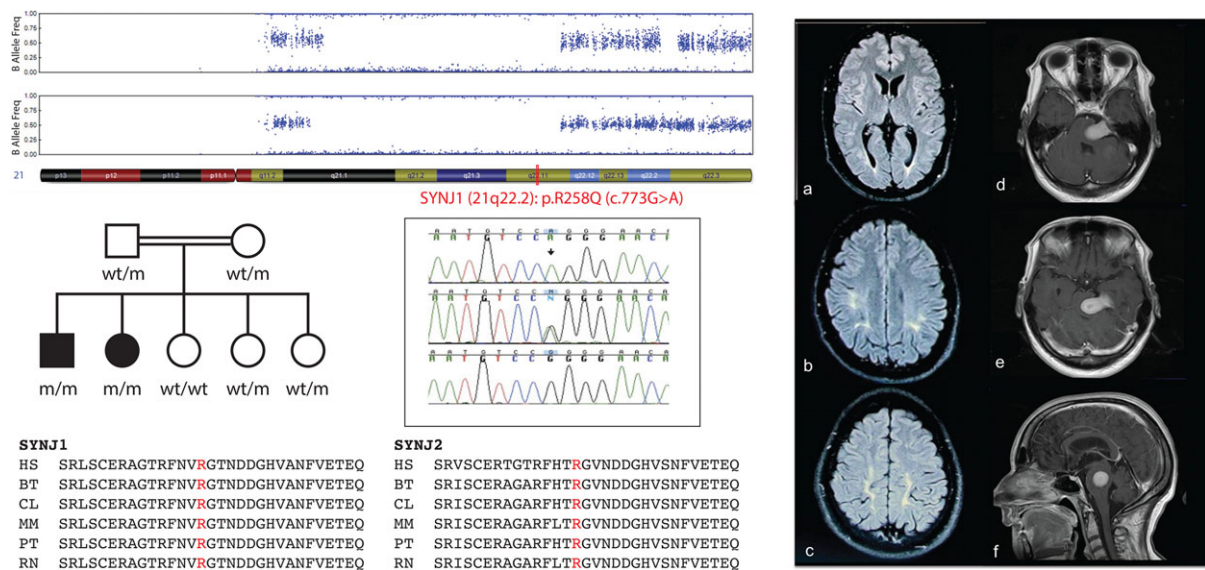 B Allele Freq
1.00
0.75
0.50
0.25
0.00
B Allele Freq
1.00
0.75
0.50
0.25
0.00
21 p13 p12 p11.2 p11.1 q11.2 q21.1 q21.2 q21.3 q22.12 q22.13 q22.2 q22.3
SYNJ1 (21q22.2): p.R258Q (c.773G>A)
wt/m wt/m
m/m m/m wt/wt wt/m wt/m
A A T G T C C A G G G A A C
A A T G T C C A G G G A A C
A A T G T C C A G G G A A C A
A A T G T C C N G G G A A C A
A A T G T C C G G G G A A C A
A A T G T C C G G G G A A C A
SYNJ1
HS SRLSCERAGTRFNVRGTNDDGHVANFVETEQ
BT SRLSCERAGTRFNVRGTNDDGHVANFVETEQ
CL SRLSCERAGTRFNVRGTNDDGHVANFVETEQ
MM SRLSCERAGTRFNVRGTNDDGHVANFVETEQ
PT SRLSCERAGTRFNVRGTNDDGHVANFVETEQ
RN SRLSCERAGTRFNVRGTNDDGHVANFVETEQ
SYNJ2
HS SRVSCERTGTRFHTRGVNDDGHVSNFVETEQ
BT SRISCERAGARFHTRGVNDDGHVSNFVETEQ
CL SRISCERAGARFHTRGVNDDGHVSNFVETEQ
MM SRISCERAGARFLTRGVNDDGHVSNFVETEQ
PT SRISCERAGARFHTRGVNDDGHVSNFVETEQ
RN SRISCERAGARFLTRGVNDDGHVSNFVETEQ
a
b
c
d
e
f